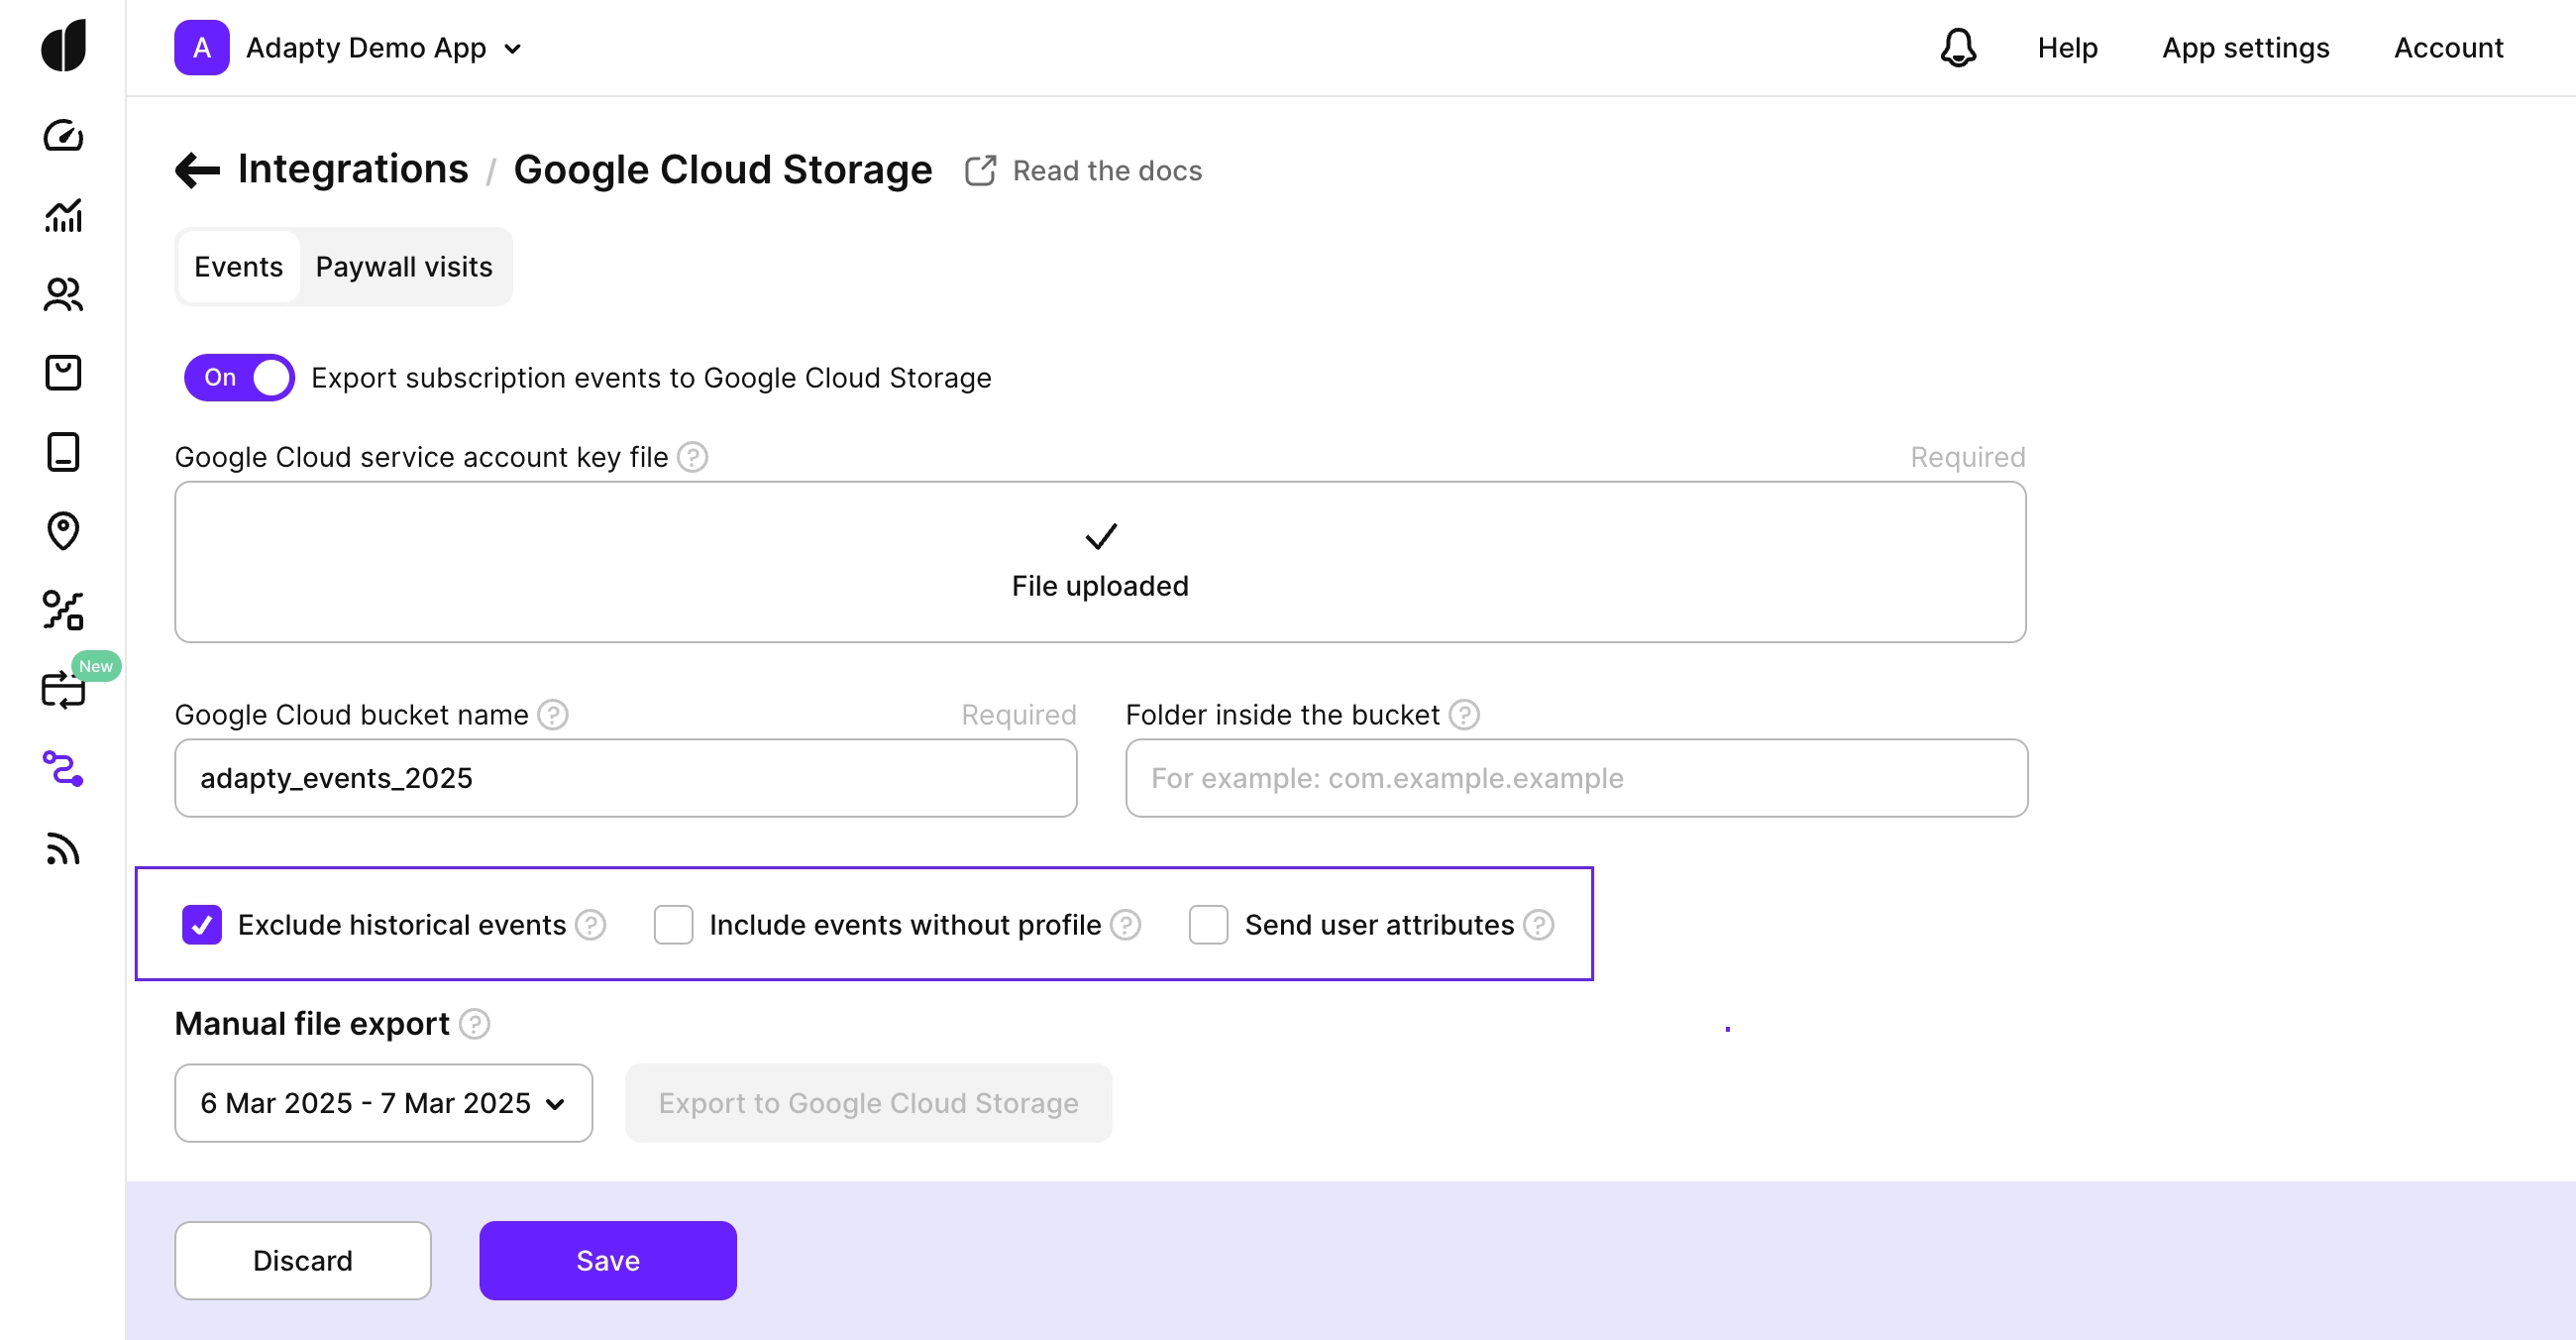 A Adapty Demo App
Help App settings Account
Integrations / Google Cloud Storage Read the docs
Events Paywall visits
On Export subscription events to Google Cloud Storage
Google Cloud service account key file ? Required
File uploaded
New
Google Cloud bucket name ? Required Folder inside the bucket ?
adapty_events_2025 For example: com.example.example
Exclude historical events ? Include events without profile ? Send user attributes ?
Manual file export ?
6 Mar 2025 - 7 Mar 2025 Export to Google Cloud Storage
Discard Save